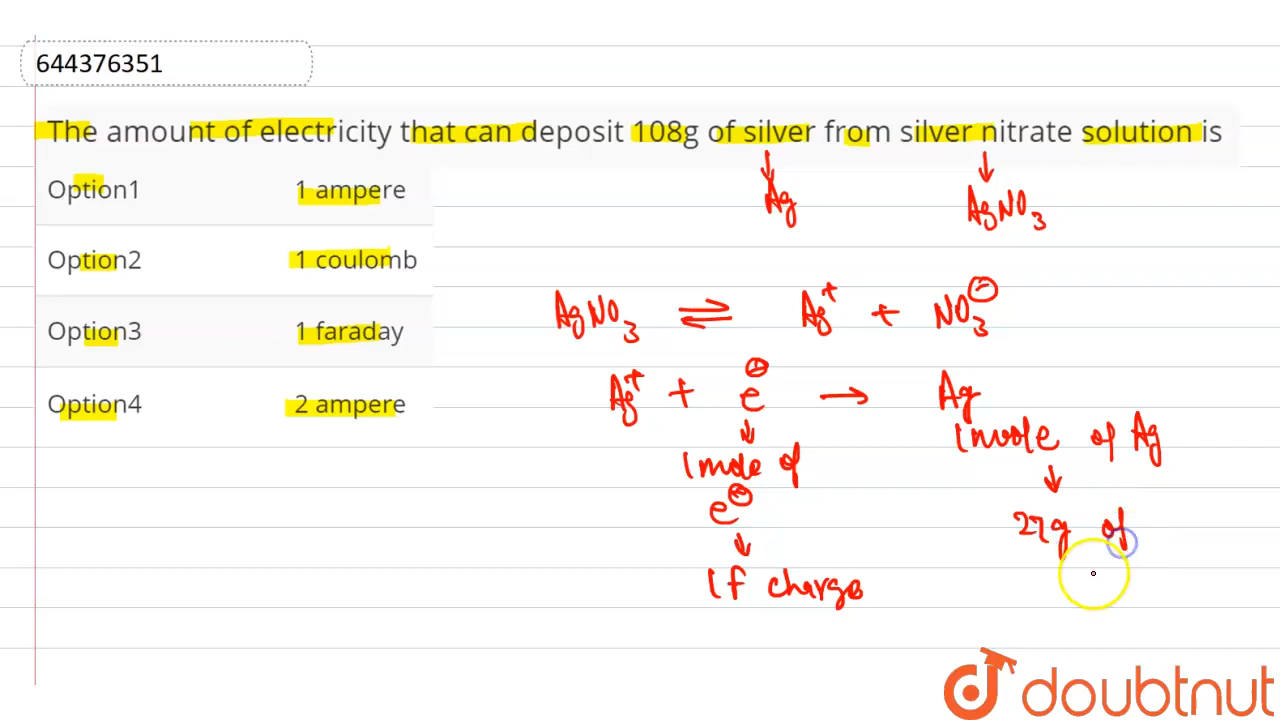 644376351
The amount of electricity that can deposit 108g of silver from silver nitrate solution is
Option1 1 ampere
Option2 1 coulomb
Option3 1 faraday
Option4 2 ampere
Ag AgNO₃
AgNO₃ ⇌ Ag⁺ + NO₃⊖
Ag⁺ + e⊖ → Ag
1 mole of Ag
1 mole of
e⊖
27g of
1F charge
doubtnut